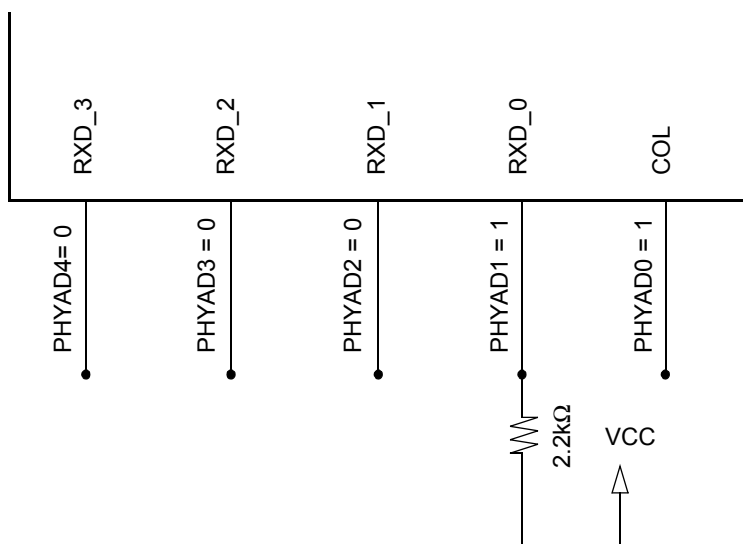 RXD_3
RXD_2
RXD_1
RXD_0
COL
PHYAD4= 0
PHYAD3 = 0
PHYAD2 = 0
PHYAD1 = 1
PHYAD0 = 1
2.2kΩ
VCC